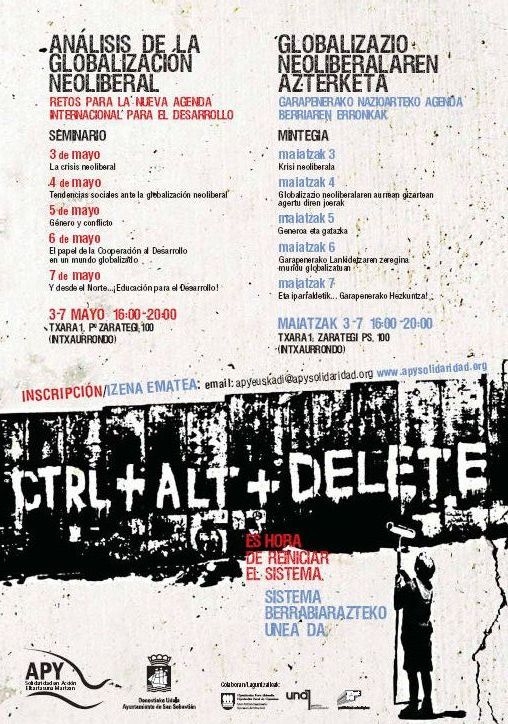 ANÁLISIS DE LA
GLOBALIZACIÓN
NEOLIBERAL
RETOS PARA LA NUEVA AGENDA
INTERNACIONAL PARA EL DESARROLLO
SEMINARIO
3 de mayo
La crisis neoliberal
4 de mayo
Tendencias sociales ante la globalización neoliberal
5 de mayo
Género y conflicto
6 de mayo
El papel de la Cooperación al Desarrollo
en un mundo globalizado
7 de mayo
Y desde el Norte...¡Educación para el Desarrollo!
3-7 MAYO 16:00-20:00
TXARA 1, Pº ZARATEGI, 100
(INTXAURRONDO)
GLOBALIZAZIO
NEOLIBERALAREN
AZTERKETA
GARAPENERAKO NAZIOARTEKO AGENDA
BERRIAREN ERRONKAK
MINTEGIA
maiatzak 3
Krisi neoliberala
maiatzak 4
Globalizazio neoliberalaren aurrean gizartean
agertu diren joerak
maiatzak 5
Generoa eta gatazka
maiatzak 6
Garapenerako Lankidetzaren zeregina
mundu globalizatuan
maiatzak 7
Eta iparraldetik... Garapenerako Hezkuntza!
MAIATZAK 3-7 16:00-20:00
TXARA 1, ZARATEGI PS, 100
(INTXAURRONDO)
INSCRIPCIÓN/IZENA EMATEA: email: apyeuskadi@apysolidaridad.org www.apysolidaridad.org
CTRL + ALT + DELETE
ES HORA
DE REINICIAR
EL SISTEMA.
SISTEMA
BERRABIARAZTEKO
UNEA DA.
APY
Solidaridad en Acción
Elkartasuna Martxan
Donostiako Udala
Ayuntamiento de San Sebastián
Colaboran/Laguntzaileak: